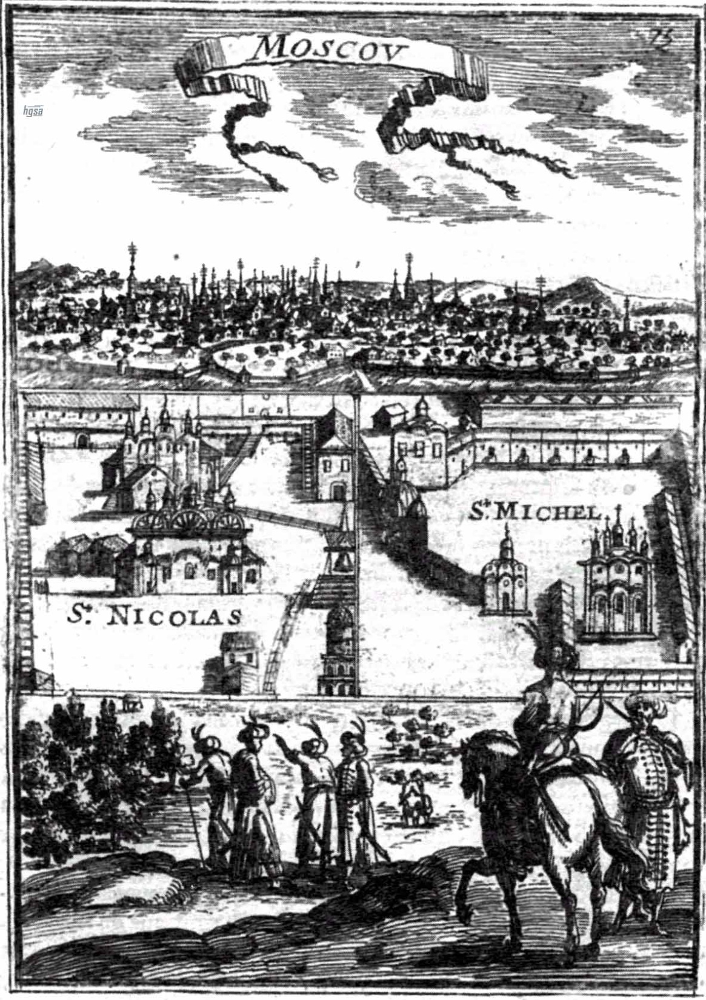 MOSCOV
75
hgsa
St. MICHEL
St. NICOLAS